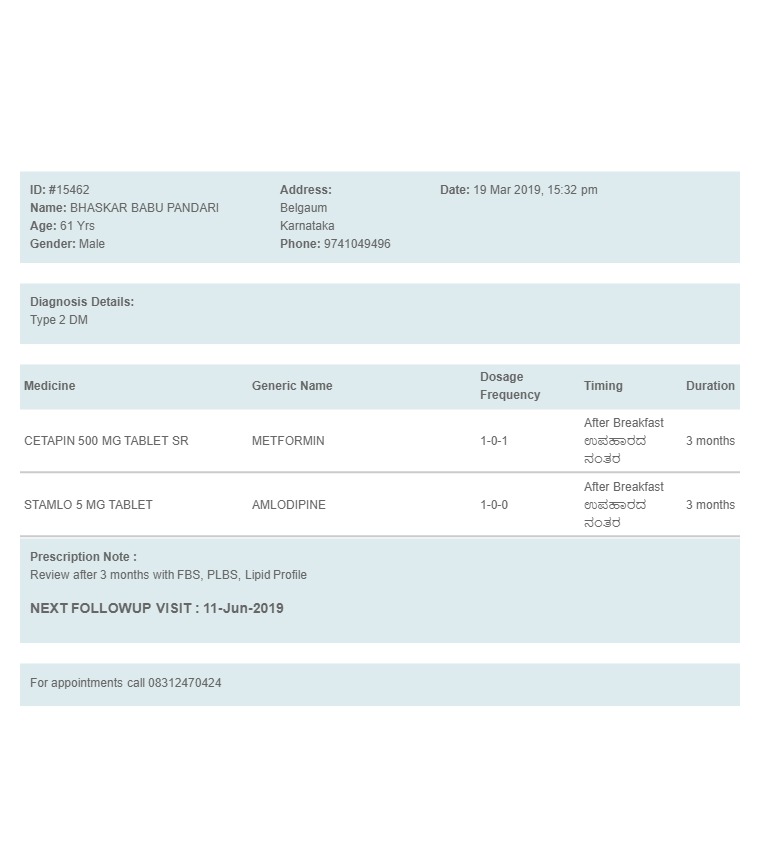 ID: #15462
Name: BHASKAR BABU PANDARI
Age: 61 Yrs
Gender: Male
Address:
Belgaum
Karnataka
Phone: 9741049496
Date: 19 Mar 2019, 15:32 pm
Diagnosis Details:
Type 2 DM
Medicine Generic Name Dosage Frequency Timing Duration
CETAPIN 500 MG TABLET SR METFORMIN 1-0-1 After Breakfast ಉಪಹಾರದ ನಂತರ 3 months
STAMLO 5 MG TABLET AMLODIPINE 1-0-0 After Breakfast ಉಪಹಾರದ ನಂತರ 3 months
Prescription Note :
Review after 3 months with FBS, PLBS, Lipid Profile
NEXT FOLLOWUP VISIT : 11-Jun-2019
For appointments call 08312470424